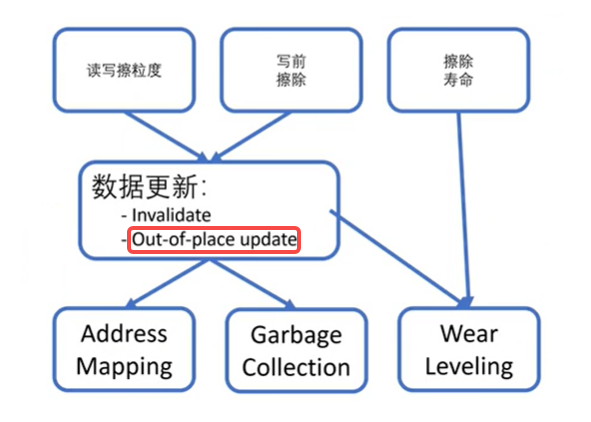 读写擦粒度
写前
擦除
擦除
寿命
数据更新：
- Invalidate
- Out-of-place update
Address
Mapping
Garbage
Collection
Wear
Leveling